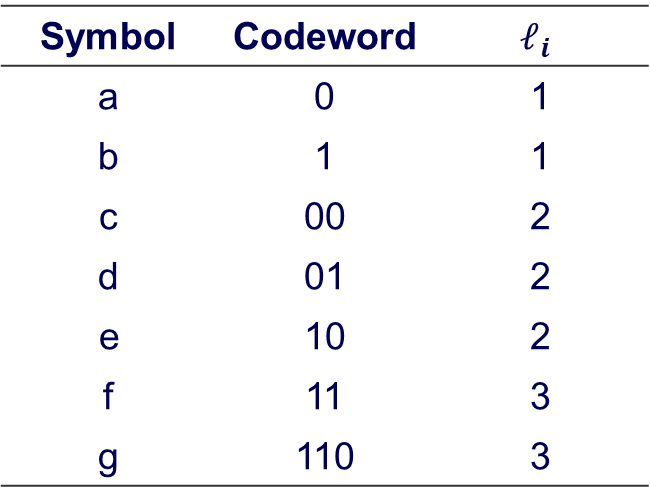 Symbol Codeword ℓᵢ
a 0 1
b 1 1
c 00 2
d 01 2
e 10 2
f 11 3
g 110 3